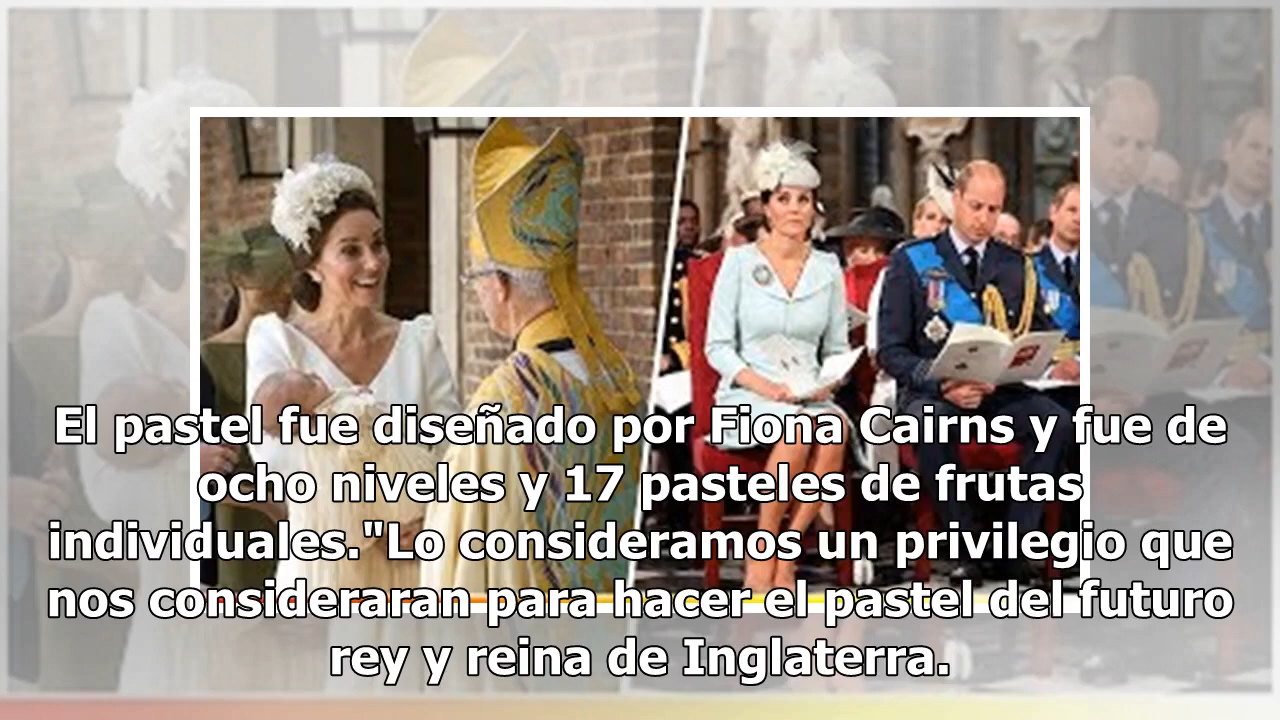 El pastel fue diseñado por Fiona Cairns y fue de
ocho niveles y 17 pasteles de frutas
individuales."Lo consideramos un privilegio que
nos consideraran para hacer el pastel del futuro
rey y reina de Inglaterra.